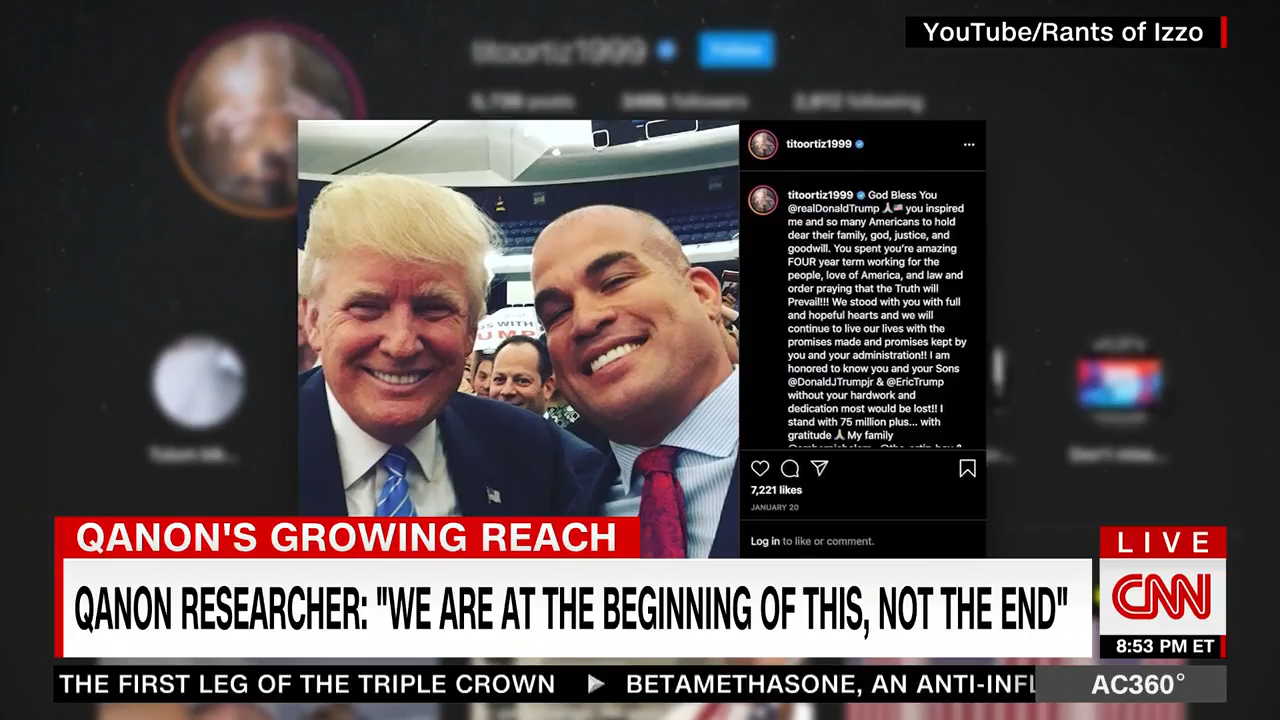 YouTube/Rants of Izzo
titoortiz1999
Follow
5,738 posts
2,812 following
titoortiz1999
titoortiz1999 God Bless You
@realDonaldTrump 🙏🇺🇸 you inspired
me and so many Americans to hold
dear their family, god, justice, and
goodwill. You spent you're amazing
FOUR year term working for the
people, love of America, and law and
order praying that the Truth will
Prevail!!! We stood with you with full
and hopeful hearts and we will
continue to live our lives with the
promises made and promises kept by
you and your administration!! I am
honored to know you and your Sons
@DonaldJTrumpjr & @EricTrump
without your hardwork and
dedication most would be lost!! I
stand with 75 million plus... with
gratitude 🙏 My family
7,221 likes
JANUARY 20
Log in to like or comment.
QANON'S GROWING REACH
QANON RESEARCHER: "WE ARE AT THE BEGINNING OF THIS, NOT THE END"
LIVE
CNN
8:53 PM ET
THE FIRST LEG OF THE TRIPLE CROWN ▶ BETAMETHASONE, AN ANTI-INFL
AC360°